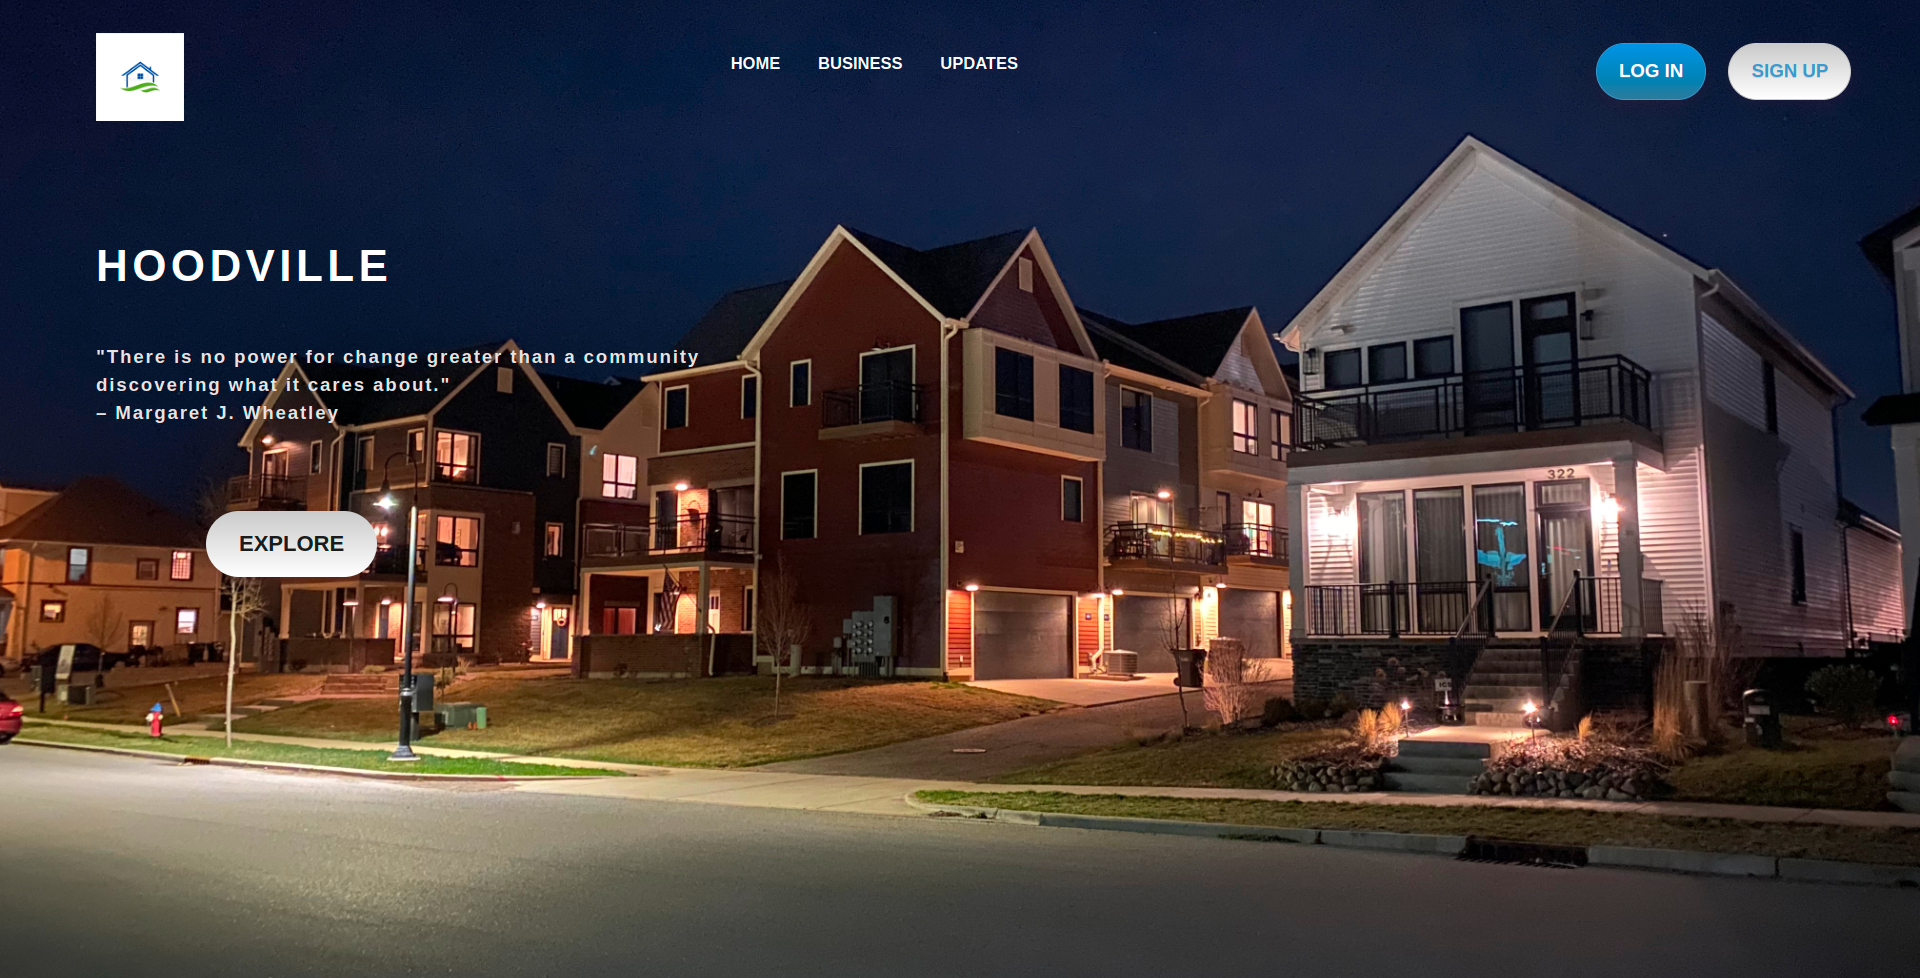 HOME BUSINESS UPDATES
LOG IN SIGN UP
HOODVILLE
"There is no power for change greater than a community
discovering what it cares about."
– Margaret J. Wheatley
322
EXPLORE